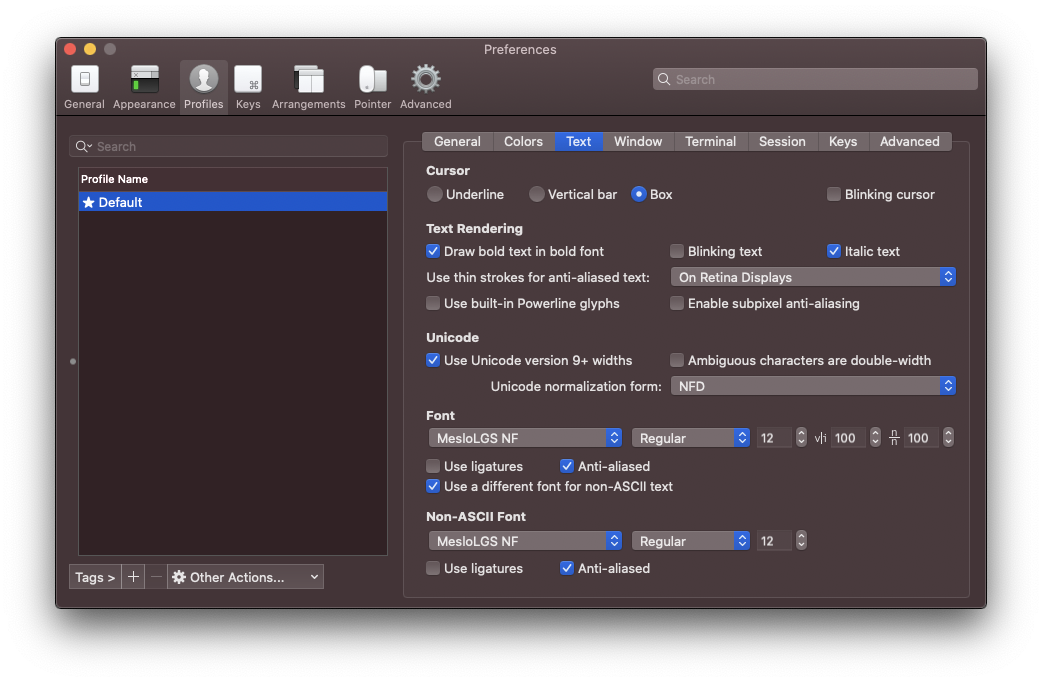 Preferences
General Appearance Profiles Keys Arrangements Pointer Advanced
Search
Search
Profile Name
Default
Tags > + − Other Actions...
General Colors Text Window Terminal Session Keys Advanced
Cursor
Underline Vertical bar Box Blinking cursor
Text Rendering
Draw bold text in bold font Blinking text Italic text
Use thin strokes for anti-aliased text: On Retina Displays
Use built-in Powerline glyphs Enable subpixel anti-aliasing
Unicode
Use Unicode version 9+ widths Ambiguous characters are double-width
Unicode normalization form: NFD
Font
MesloLGS NF Regular 12 v|i 100 n/n 100
Use ligatures Anti-aliased
Use a different font for non-ASCII text
Non-ASCII Font
MesloLGS NF Regular 12
Use ligatures Anti-aliased